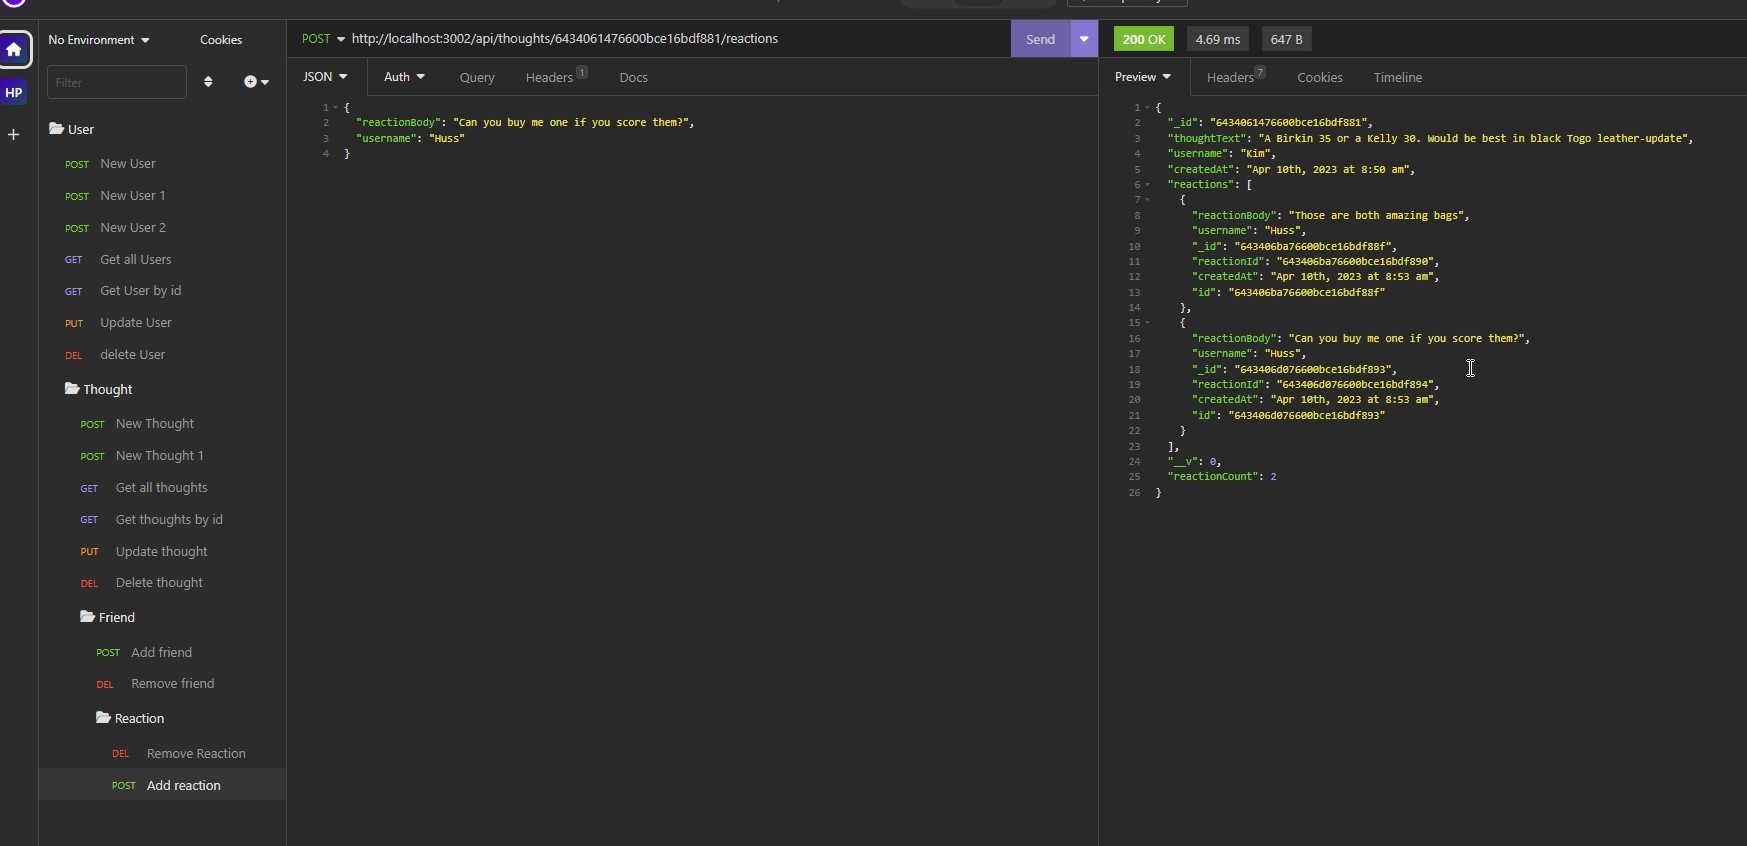 No Environment
Cookies
POST http://localhost:3002/api/thoughts/6434061476600bce16bdf881/reactions
Send
200 OK
4.69 ms
647 B
HP
Filter
User
POST New User
POST New User 1
POST New User 2
GET Get all Users
GET Get User by id
PUT Update User
DEL delete User
Thought
POST New Thought
POST New Thought 1
GET Get all thoughts
GET Get thoughts by id
PUT Update thought
DEL Delete thought
Friend
POST Add friend
DEL Remove friend
Reaction
DEL Remove Reaction
POST Add reaction
JSON
Auth
Query
Headers 1
Docs
1 {
2 "reactionBody": "Can you buy me one if you score them?",
3 "username": "Huss"
4 }
Preview
Headers 7
Cookies
Timeline
1 {
2 "_id": "6434061476600bce16bdf881",
3 "thoughtText": "A Birkin 35 or a Kelly 30. Would be best in black Togo leather-update",
4 "username": "Kim",
5 "createdAt": "Apr 10th, 2023 at 8:50 am",
6 "reactions": [
7 {
8 "reactionBody": "Those are both amazing bags",
9 "username": "Huss",
10 "_id": "643406ba76600bce16bdf88f",
11 "reactionId": "643406ba76600bce16bdf890",
12 "createdAt": "Apr 10th, 2023 at 8:53 am",
13 "id": "643406ba76600bce16bdf88f"
14 },
15 {
16 "reactionBody": "Can you buy me one if you score them?",
17 "username": "Huss",
18 "_id": "643406d076600bce16bdf893",
19 "reactionId": "643406d076600bce16bdf894",
20 "createdAt": "Apr 10th, 2023 at 8:53 am",
21 "id": "643406d076600bce16bdf893"
22 }
23 ],
24 "__v": 0,
25 "reactionCount": 2
26 }